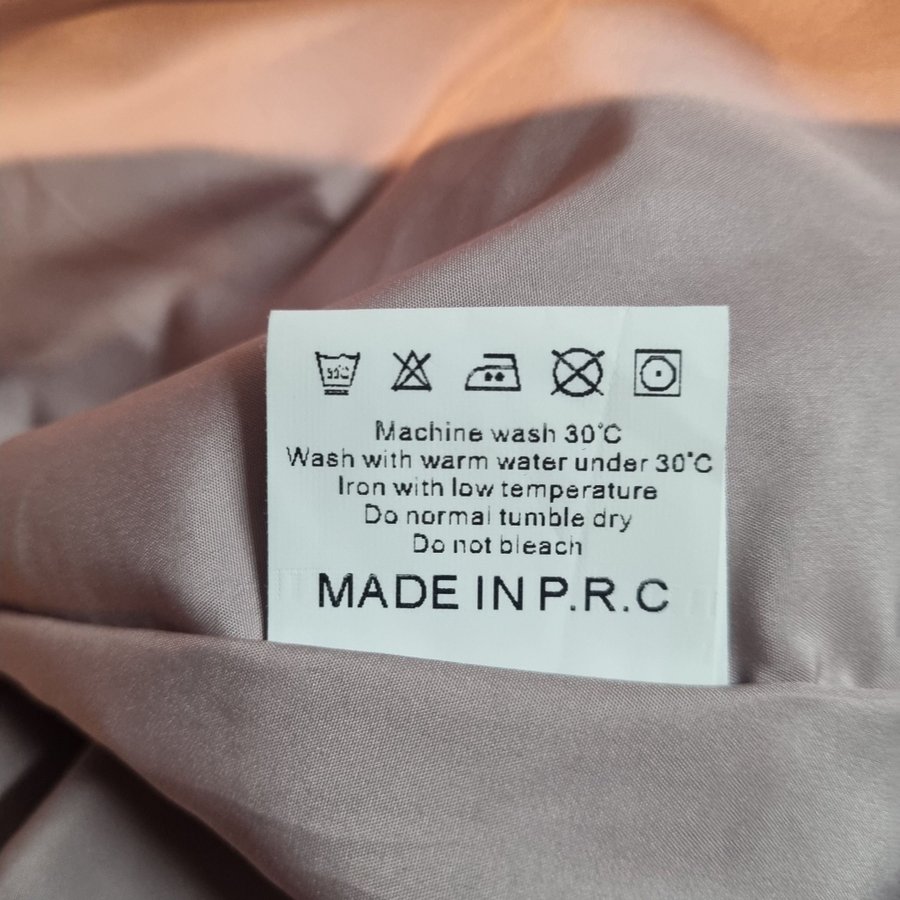 Machine wash 30°C
Wash with warm water under 30°C
Iron with low temperature
Do normal tumble dry
Do not bleach
MADE IN P.R.C